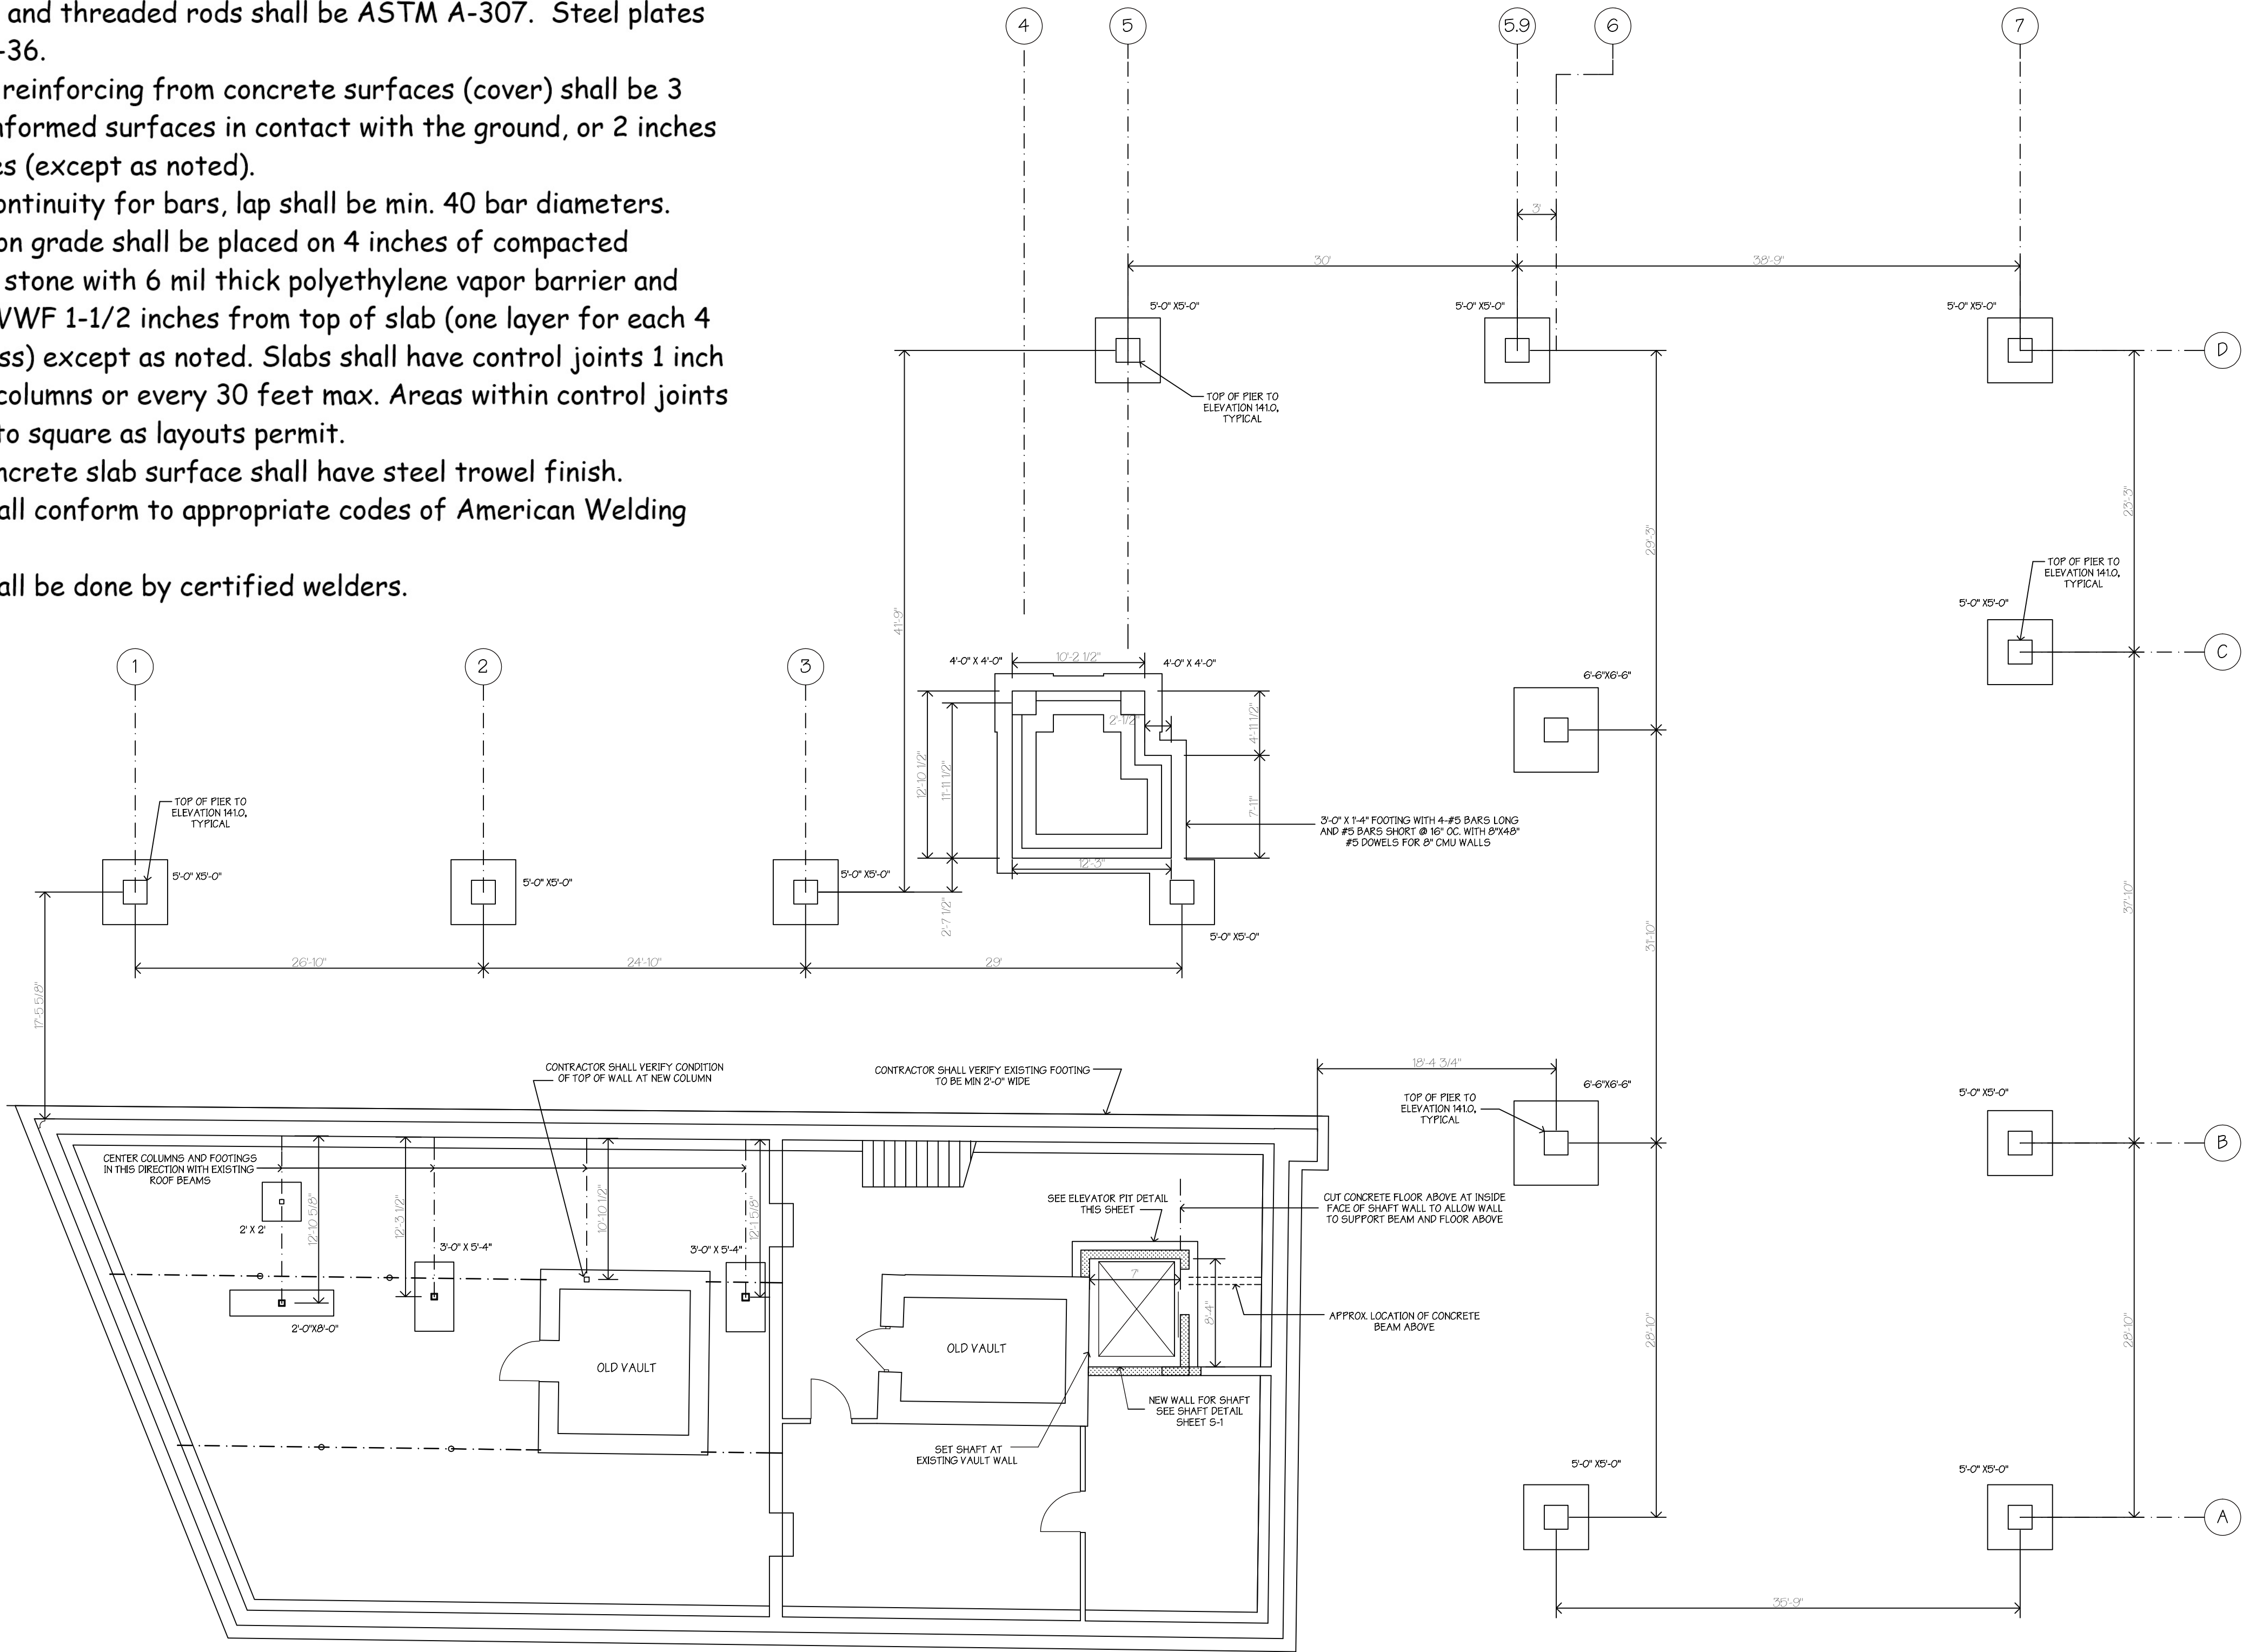 and threaded rods shall be ASTM A-307.  Steel plates
-36.
reinforcing from concrete surfaces (cover) shall be 3
nformed surfaces in contact with the ground, or 2 inches
es (except as noted).
ontinuity for bars, lap shall be min. 40 bar diameters.
on grade shall be placed on 4 inches of compacted
stone with 6 mil thick polyethylene vapor barrier and
WWF 1-1/2 inches from top of slab (one layer for each 4
ss) except as noted. Slabs shall have control joints 1 inch
columns or every 30 feet max. Areas within control joints
to square as layouts permit.
ncrete slab surface shall have steel trowel finish.
all conform to appropriate codes of American Welding
all be done by certified welders.
4
5
5.9
6
7
3'
30'
38'-9"
5'-0" X5'-0"
5'-0" X5'-0"
5'-0" X5'-0"
D
TOP OF PIER TO
ELEVATION 141.0,
TYPICAL
41'-9"
29'-3"
23'-3"
TOP OF PIER TO
ELEVATION 141.0,
TYPICAL
5'-0" X5'-0"
C
1
2
3
4'-0" X 4'-0"
10'-2 1/2"
4'-0" X 4'-0"
6'-6"X6'-6"
2'-1/2"
4'-11 1/2"
12'-10 1/2"
11'-11 1/2"
7'-11"
TOP OF PIER TO
ELEVATION 141.0,
TYPICAL
3'-0" X 1'-4" FOOTING WITH 4-#5 BARS LONG
AND #5 BARS SHORT @ 16" OC. WITH 8"X48"
#5 DOWELS FOR 8" CMU WALLS
12'-3"
5'-0" X5'-0"
5'-0" X5'-0"
5'-0" X5'-0"
2'-7 1/2"
5'-0" X5'-0"
37'-10"
31'-10"
26'-10"
24'-10"
29'
17'-5 5/8"
CONTRACTOR SHALL VERIFY CONDITION
OF TOP OF WALL AT NEW COLUMN
CONTRACTOR SHALL VERIFY EXISTING FOOTING
TO BE MIN 2'-0" WIDE
18'-4 3/4"
6'-6"X6'-6"
5'-0" X5'-0"
TOP OF PIER TO
ELEVATION 141.0,
TYPICAL
B
CENTER COLUMNS AND FOOTINGS
IN THIS DIRECTION WITH EXISTING
ROOF BEAMS
2' X 2'
12'-10 5/8"
12'-3 1/2"
10'-10 1/2"
12'-1 5/8"
3'-0" X 5'-4"
3'-0" X 5'-4"
2'-0"X8'-0"
SEE ELEVATOR PIT DETAIL
THIS SHEET
CUT CONCRETE FLOOR ABOVE AT INSIDE
FACE OF SHAFT WALL TO ALLOW WALL
TO SUPPORT BEAM AND FLOOR ABOVE
7'
8'-4"
APPROX. LOCATION OF CONCRETE
BEAM ABOVE
OLD VAULT
OLD VAULT
28'-10"
28'-10"
NEW WALL FOR SHAFT
SEE SHAFT DETAIL
SHEET S-1
SET SHAFT AT
EXISTING VAULT WALL
5'-0" X5'-0"
5'-0" X5'-0"
A
35'-9"